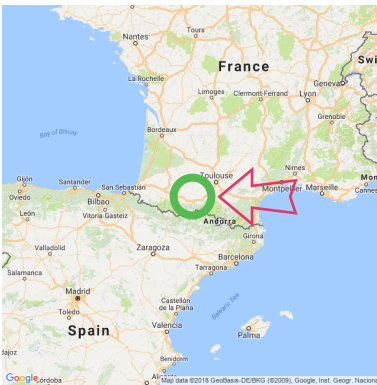 Tours
Nantes
France
Swi
La Rochelle
Geneva
Limoges
Clermont-Ferrand
Lyon
Grenoble
Bay of Biscay
Bordeaux
Nimes
Toulouse
Mon
Gijón
Santander
San Sebastián
Montpellier
Marseille
Cannes
Oviedo
Bilbao
León
Vitoria-Gasteiz
Andorra
Girona
Valladolid
Zaragoza
Barcelona
Salamanca
Tarragona
Madrid
Castellón
de la Plana
Balearic Sea
Toledo
Spain
Valencia
Palma
Benidorm
Google
Córdoba
Map data ©2018 GeoBasis-DE/BKG (©2009), Google, Inst. Geogr. Nacional